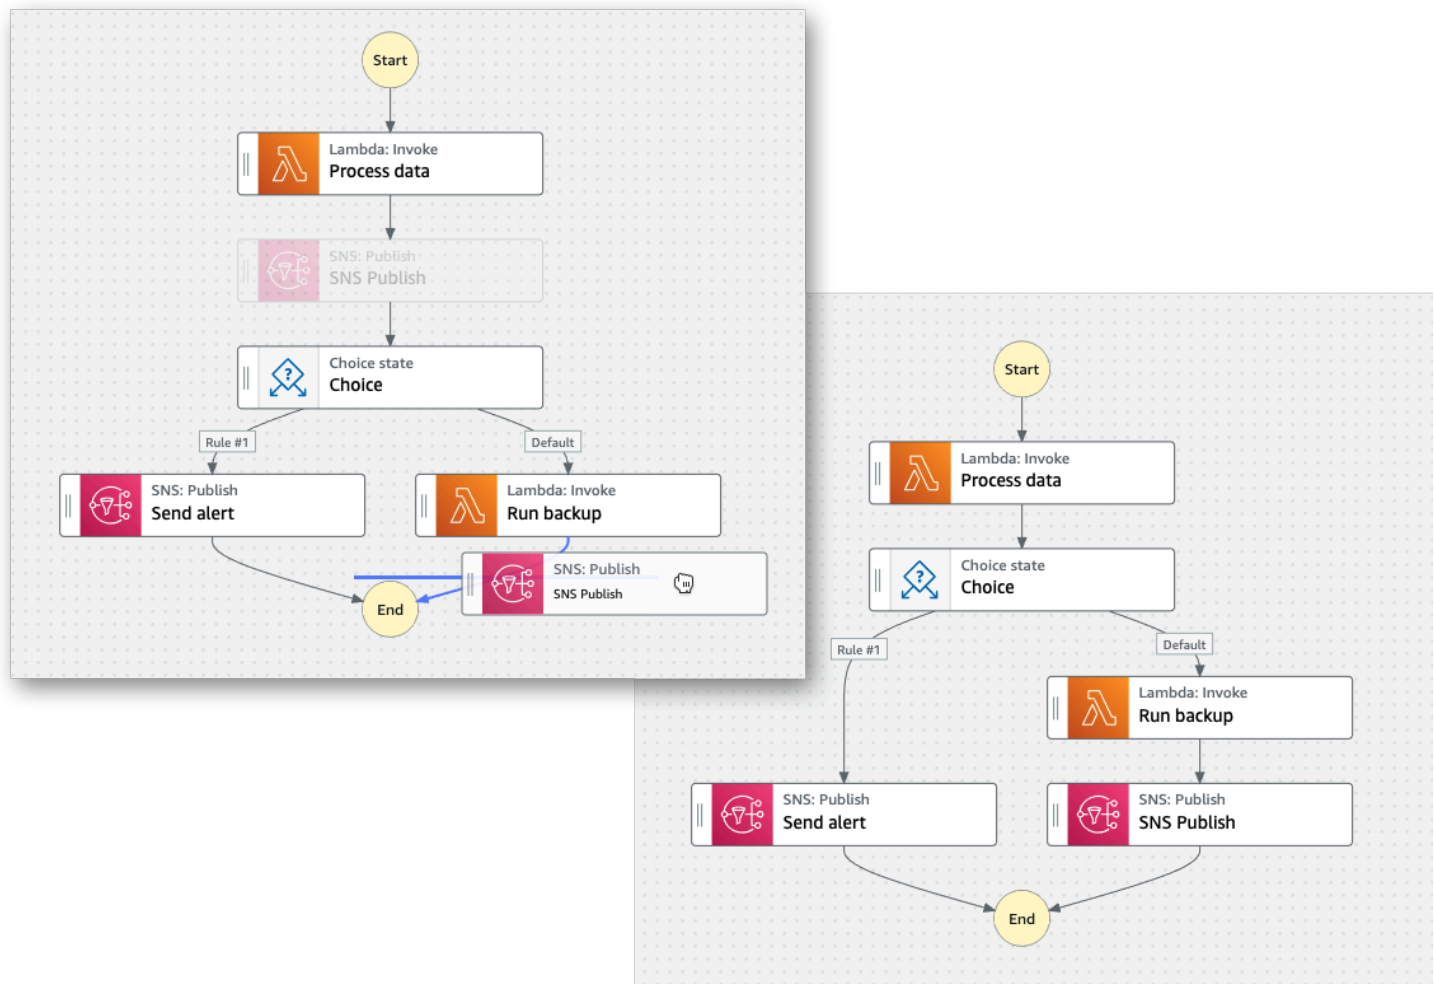 Start
Lambda: Invoke
Process data
SNS: Publish
SNS Publish
Choice state
Choice
Rule #1
Default
SNS: Publish
Send alert
Lambda: Invoke
Run backup
SNS: Publish
SNS Publish
End
Start
Lambda: Invoke
Process data
Choice state
Choice
Rule #1
Default
Lambda: Invoke
Run backup
SNS: Publish
Send alert
SNS: Publish
SNS Publish
End